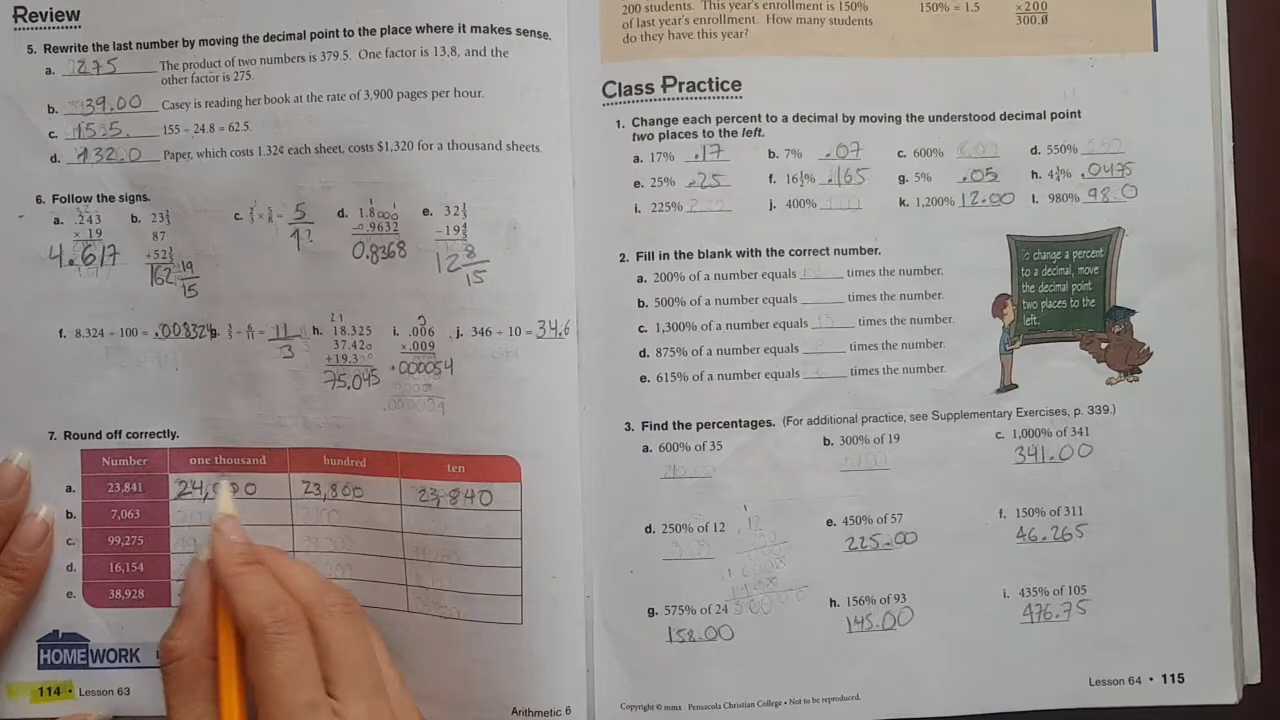 Review
5. Rewrite the last number by moving the decimal point to the place where it makes sense.
a. 275 The product of two numbers is 379.5. One factor is 13,8, and the
other factor is 275.
b. 39.00 Casey is reading her book at the rate of 3,900 pages per hour.
c. 15.5. 155 ÷ 24.8 = 62.5.
d. 132.0 Paper, which costs 1.32¢ each sheet, costs $1,320 for a thousand sheets.
6. Follow the signs.
a. .243 b. 23 c. = 5 d. 1.8000 e. 32
× 19 87 12 -0.9632 -19
4.617 +52 0.8368 12 8
162 19 15
15
f. 8.324 ÷ 100 = .008324 g. = 11 h. 18.325 i. .006 j. 346 ÷ 10 = 34.6
3 37.420 ×.009
+19.300 .000054
75.045
7. Round off correctly.
Number one thousand hundred ten
a. 23,841 24,000 23,800 23,840
b. 7,063
c. 99,275
d. 16,154
e. 38,928
HOMEWORK
114 • Lesson 63
Arithmetic 6
200 students. This year's enrollment is 150% 150% = 1.5 ×200
of last year's enrollment. How many students 300.0
do they have this year?
Class Practice
1. Change each percent to a decimal by moving the understood decimal point
two places to the left.
a. 17% .17 b. 7% .07 c. 600% d. 550%
e. 25% .25 f. 16½% .165 g. 5% .05 h. 4¾% .0475
i. 225% j. 400% k. 1,200% 12.00 l. 980% 98.0
2. Fill in the blank with the correct number.
a. 200% of a number equals ____ times the number.
b. 500% of a number equals ____ times the number.
c. 1,300% of a number equals 13 times the number.
d. 875% of a number equals ____ times the number.
e. 615% of a number equals ____ times the number.
To change a percent
to a decimal, move
the decimal point
two places to the
left.
3. Find the percentages. (For additional practice, see Supplementary Exercises, p. 339.)
a. 600% of 35 b. 300% of 19 c. 1,000% of 341
341.00
d. 250% of 12 e. 450% of 57 f. 150% of 311
225.00 46.265
g. 575% of 24 h. 156% of 93 i. 435% of 105
158.00 145.00 476.75
Copyright © mmx • Pensacola Christian College • Not to be reproduced.
Lesson 64 • 115